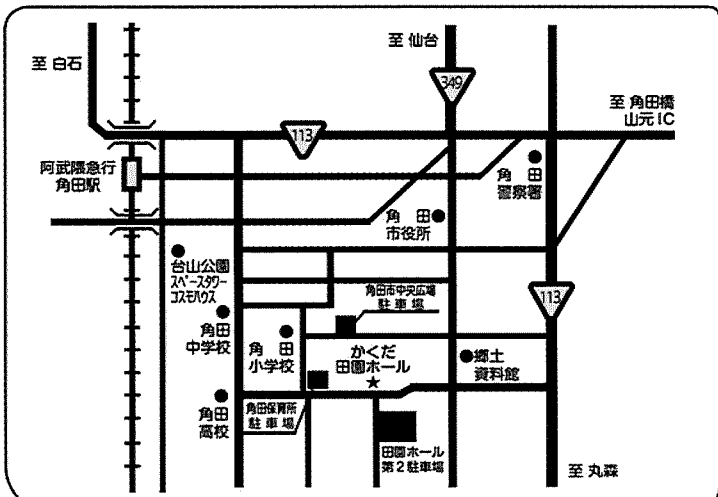 至 仙台
至 白石
349
至 角田橋
山元IC
113
阿武隈急行
角田駅
角田
警察署
角田
市役所
台山公園
スペースタワー
コスモハウス
角田市中央広場
駐車場
113
角田
中学校
角田
小学校
かくだ
田園ホール
★
郷土
資料館
角田
高校
角田保育所
駐車場
田園ホール
第2駐車場
至 丸森